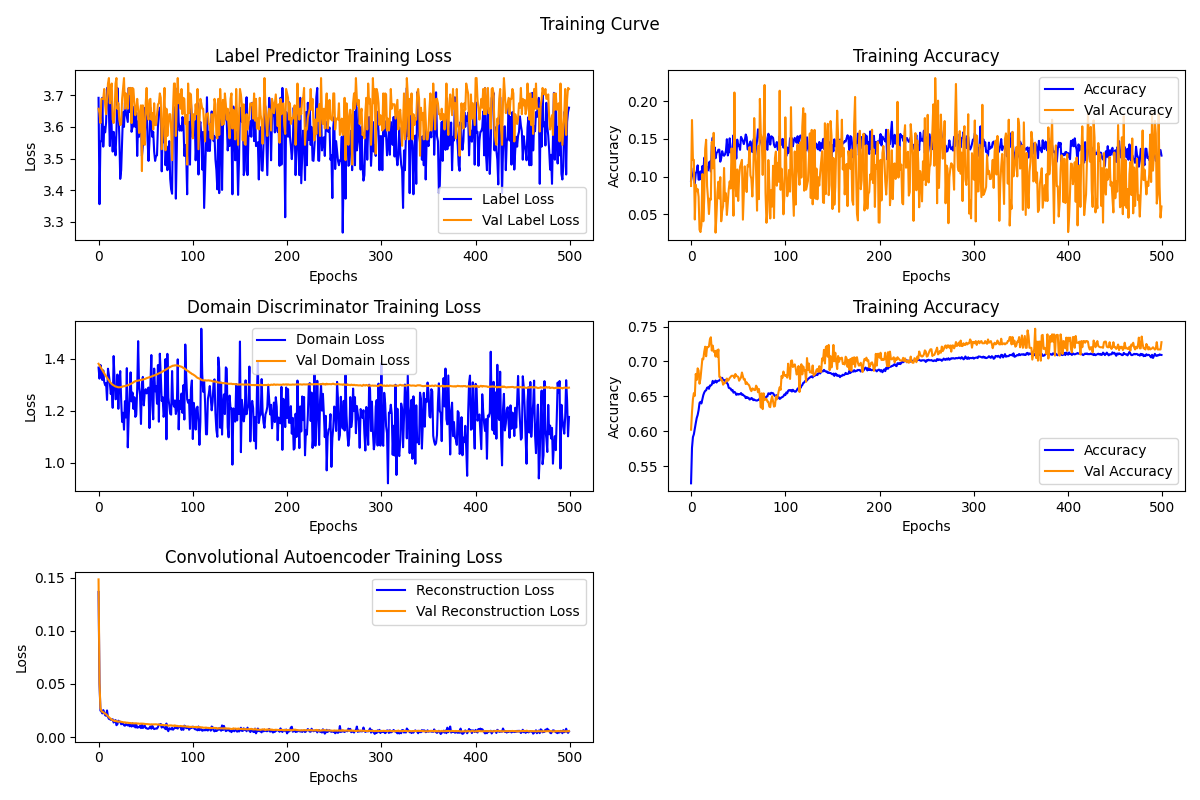 Training Curve
Label Predictor Training Loss
3.7
3.6
3.5
3.4
3.3
Loss
0 100 200 300 400 500
Epochs
Label Loss
Val Label Loss
Training Accuracy
0.20
0.15
0.10
0.05
Accuracy
0 100 200 300 400 500
Epochs
Accuracy
Val Accuracy
Domain Discriminator Training Loss
1.4
1.2
1.0
Loss
0 100 200 300 400 500
Epochs
Domain Loss
Val Domain Loss
Training Accuracy
0.75
0.70
0.65
0.60
0.55
Accuracy
0 100 200 300 400 500
Epochs
Accuracy
Val Accuracy
Convolutional Autoencoder Training Loss
0.15
0.10
0.05
0.00
Loss
0 100 200 300 400 500
Epochs
Reconstruction Loss
Val Reconstruction Loss